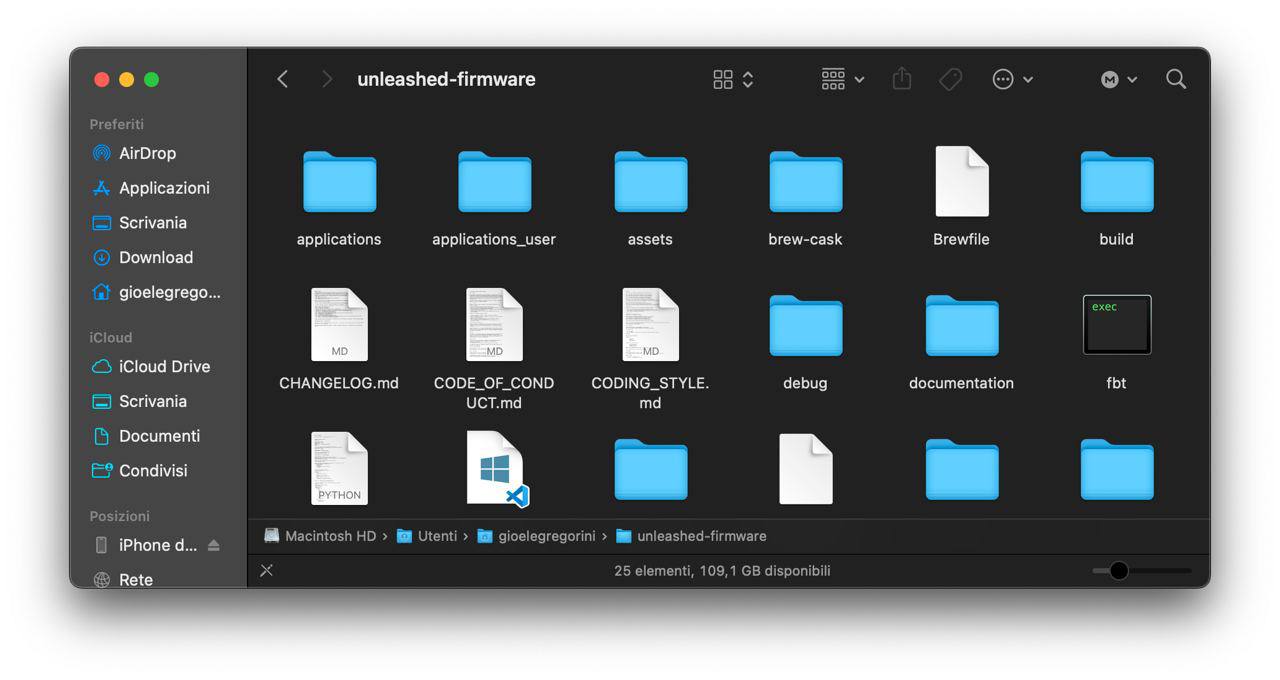 unleashed-firmware
M
Preferiti
AirDrop
Applicazioni
Scrivania
Download
gioelegrego...
iCloud
iCloud Drive
Scrivania
Documenti
Condivisi
Posizioni
iPhone d...
Rete
applications
applications_user
assets
brew-cask
Brewfile
build
MD
MD
MD
exec
CHANGELOG.md
CODE_OF_COND
UCT.md
CODING_STYLE.
md
debug
documentation
fbt
PYTHON
Macintosh HD › Utenti › gioelegregorini › unleashed-firmware
25 elementi, 109,1 GB disponibili